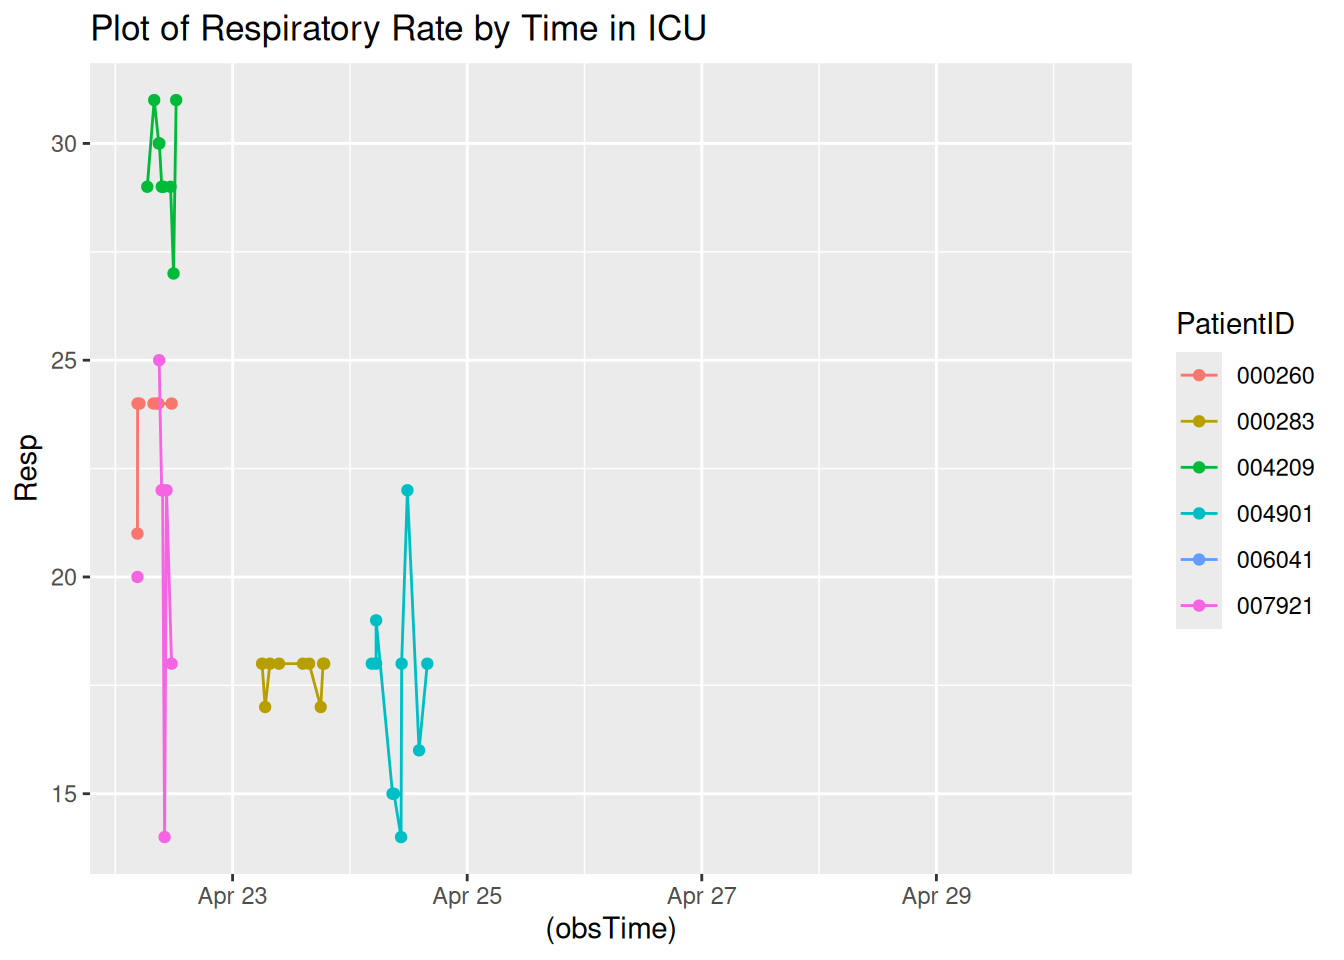 Plot of Respiratory Rate by Time in ICU
30
25
20
15
Resp
Apr 23
Apr 25
Apr 27
Apr 29
(obsTime)
PatientID
000260
000283
004209
004901
006041
007921